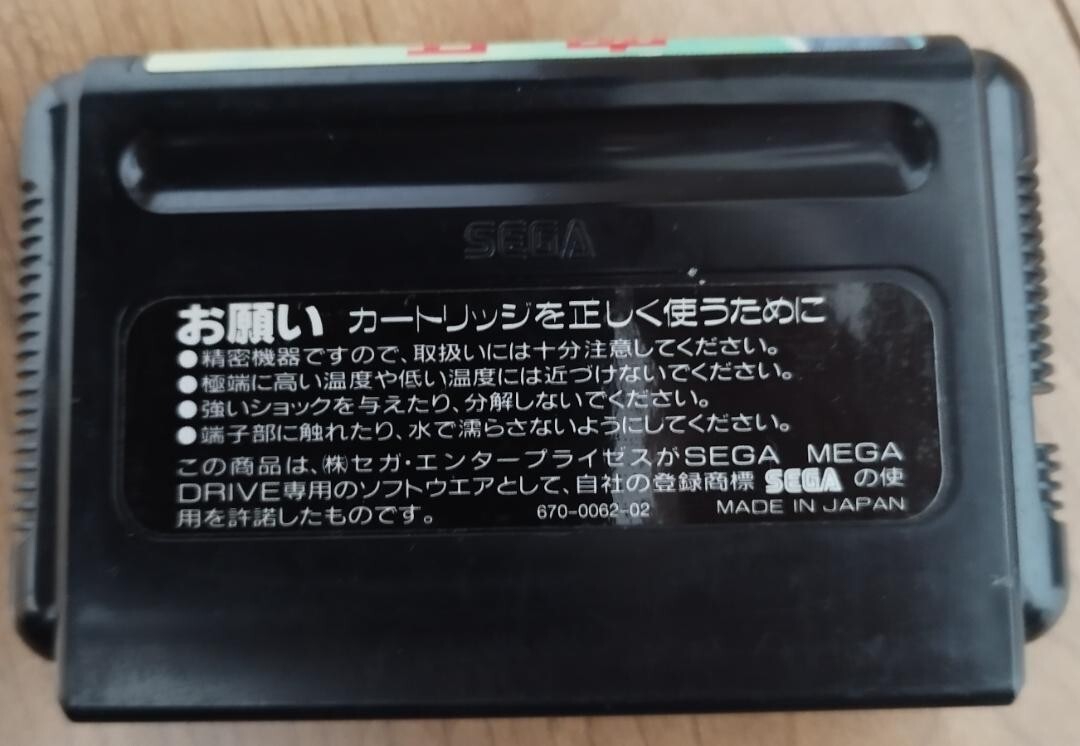 SEGA
お願い カートリッジを正しく使うために
●精密機器ですので、取扱いには十分注意してください。
●極端に高い温度や低い温度には近づけないでください。
●強いショックを与えたり、分解しないでください。
●端子部に触れたり、水で濡らさないようにしてください。
この商品は、㈱セガ・エンタープライゼスがSEGA MEGA
DRIVE専用のソフトウエアとして、自社の登録商標 SEGA の使
用を許諾したものです。 670-0062-02 MADE IN JAPAN